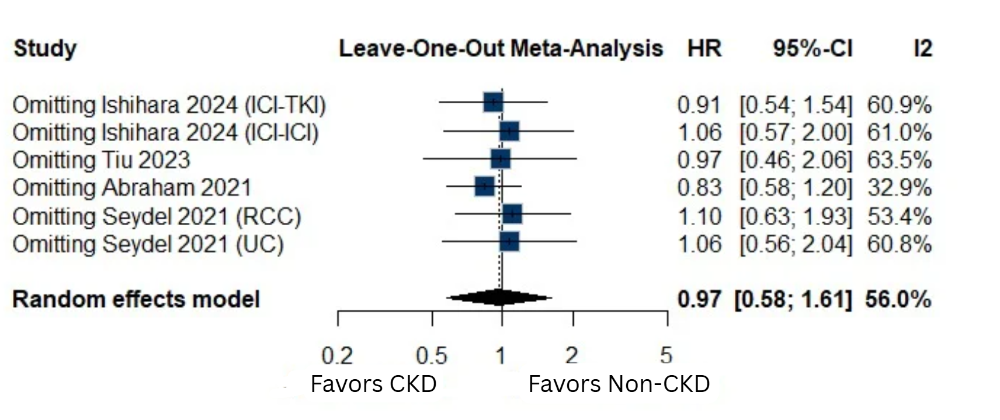 Study Leave-One-Out Meta-Analysis HR 95%-CI I2
Omitting Ishihara 2024 (ICI-TKI) 0.91 [0.54; 1.54] 60.9%
Omitting Ishihara 2024 (ICI-ICI) 1.06 [0.57; 2.00] 61.0%
Omitting Tiu 2023 0.97 [0.46; 2.06] 63.5%
Omitting Abraham 2021 0.83 [0.58; 1.20] 32.9%
Omitting Seydel 2021 (RCC) 1.10 [0.63; 1.93] 53.4%
Omitting Seydel 2021 (UC) 1.06 [0.56; 2.04] 60.8%
Random effects model 0.97 [0.58; 1.61] 56.0%
0.2 0.5 1 2 5
Favors CKD Favors Non-CKD